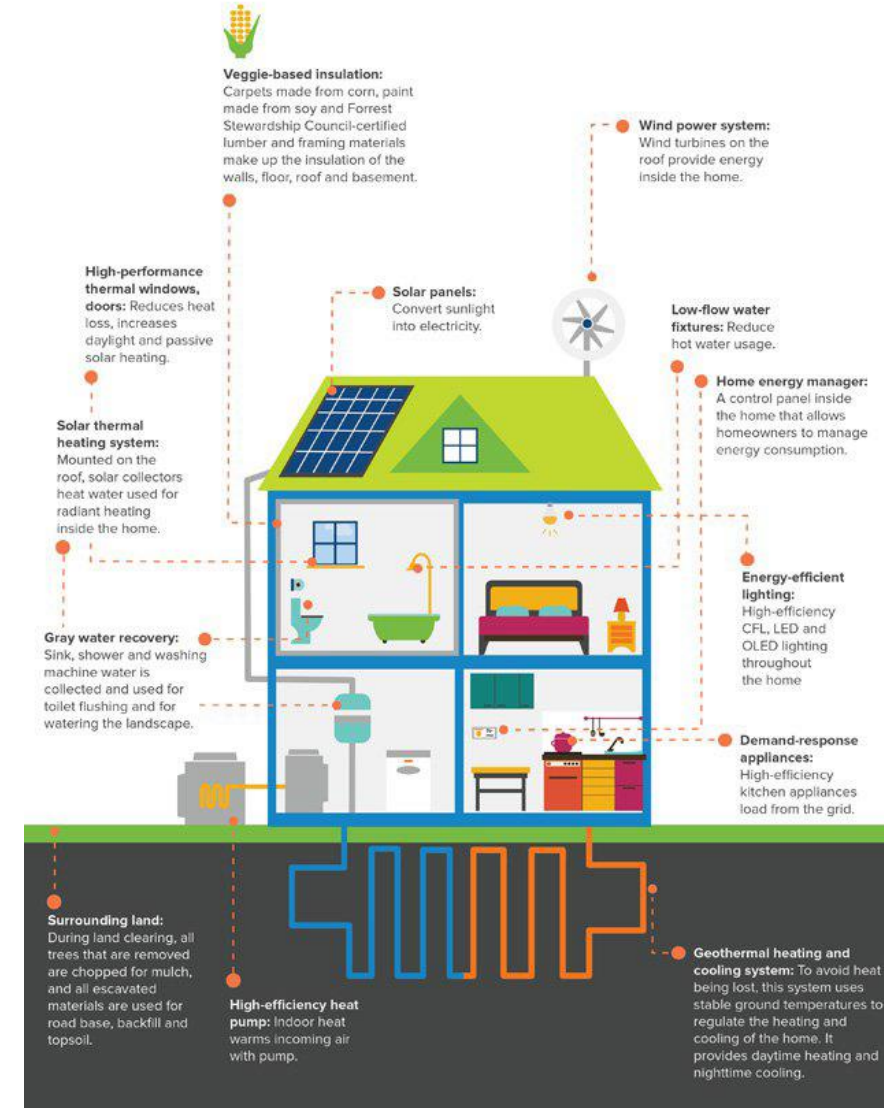 Veggie-based insulation:
Carpets made from corn, paint
made from soy and Forrest
Stewardship Council-certified
lumber and framing materials
make up the insulation of the
walls, floor, roof and basement.
Wind power system:
Wind turbines on the
roof provide energy
inside the home.
High-performance
thermal windows,
doors: Reduces heat
loss, increases
daylight and passive
solar heating.
Solar panels:
Convert sunlight
into electricity.
Low-flow water
fixtures: Reduce
hot water usage.
Home energy manager:
A control panel inside
the home that allows
homeowners to manage
energy consumption.
Solar thermal
heating system:
Mounted on the
roof, solar collectors
heat water used for
radiant heating
inside the home.
Energy-efficient
lighting:
High-efficiency
CFL, LED and
OLED lighting
throughout
the home
Gray water recovery:
Sink, shower and washing
machine water is
collected and used for
toilet flushing and for
watering the landscape.
Demand-response
appliances:
High-efficiency
kitchen appliances
load from the grid.
Surrounding land:
During land clearing, all
trees that are removed
are chopped for mulch,
and all escavated
materials are used for
road base, backfill and
topsoil.
High-efficiency heat
pump: Indoor heat
warms incoming air
with pump.
Geothermal heating and
cooling system: To avoid heat
being lost, this system uses
stable ground temperatures to
regulate the heating and
cooling of the home. It
provides daytime heating and
nighttime cooling.